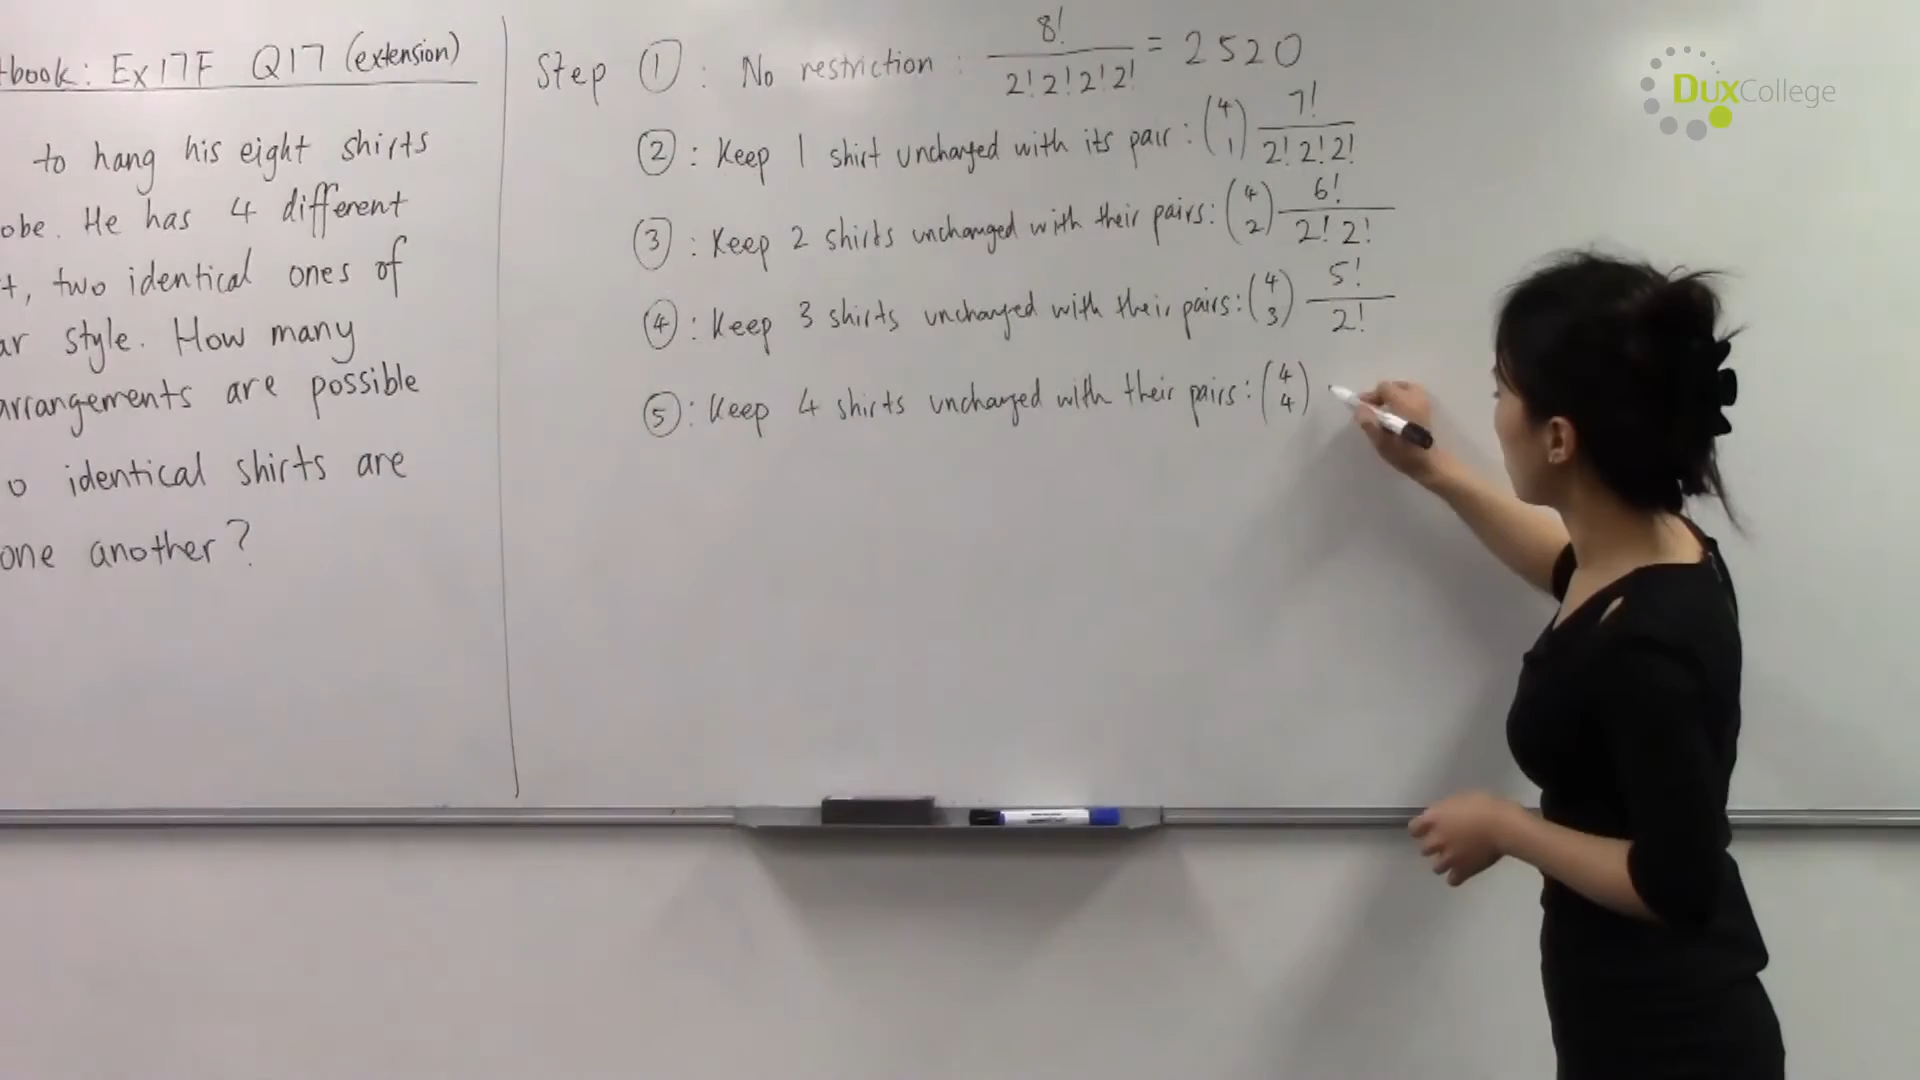 book: Ex17F Q17 (extension)
to hang his eight shirts
obe. He has 4 different
t, two identical ones of
ar style. How many
arrangements are possible
o identical shirts are
one another?
Step ① : No restriction : 8! / 2!2!2!2! = 2520
② : Keep 1 shirt unchanged with its pair : (4 1) 7! / 2!2!2!
③ : Keep 2 shirts unchanged with their pairs: (4 2) 6! / 2!2!
④ : Keep 3 shirts unchanged with their pairs: (4 3) 5! / 2!
⑤ : Keep 4 shirts unchanged with their pairs: (4 4)
DuxCollege